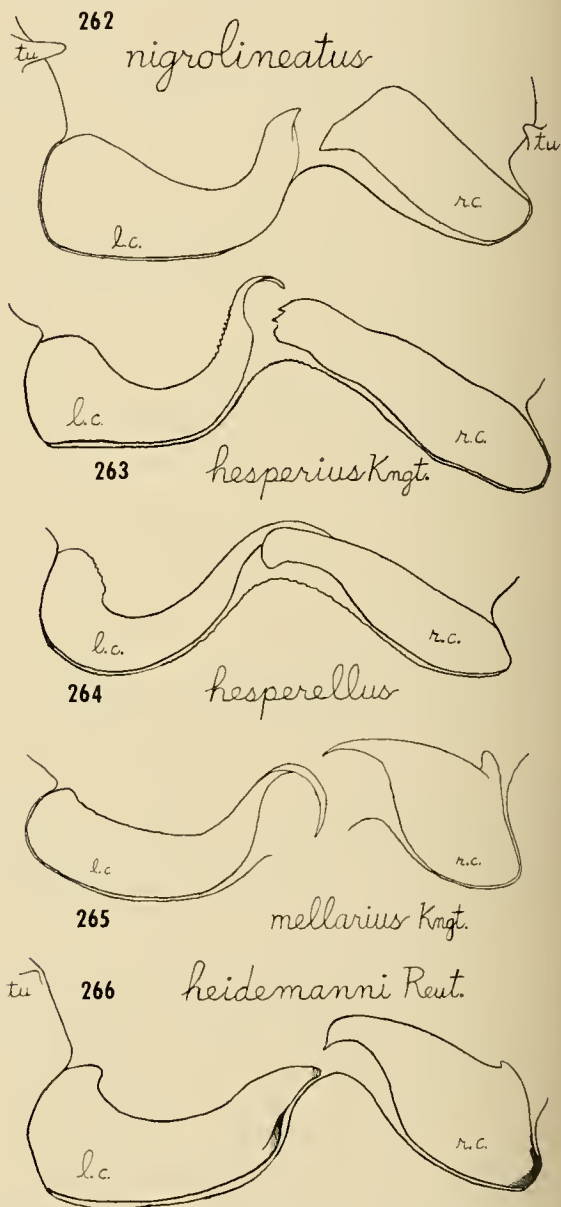 262
tu
nigrolineatus
tu
l.c.
r.c.
l.c.
r.c.
263
hesperius Kngt.
l.c.
r.c.
264
hesperellus
l.c
r.c.
265
mellarius Kngt.
tu
266
heidemanni Reut.
l.c.
r.c.